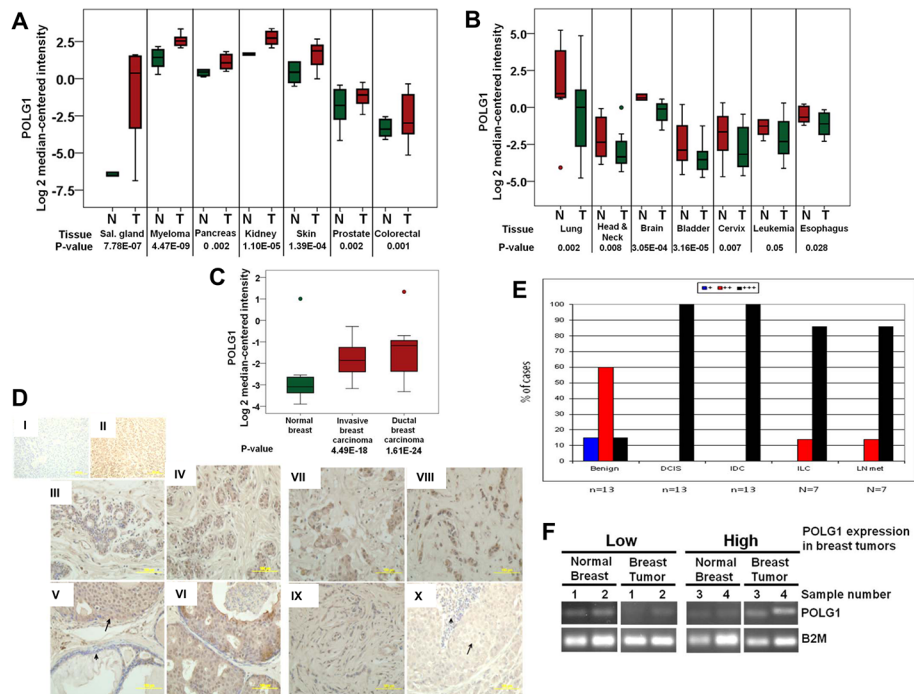 A
POLG1
Log 2 median-centered intensity
2.5
0.0
-2.5
-5.0
-7.5
N T N T N T N T N T N T N T
Tissue Sal. gland Myeloma Pancreas Kidney Skin Prostate Colorectal
P-value 7.78E-07 4.47E-09 0 .002 1.10E-05 1.39E-04 0.002 0.001
B
POLG1
Log 2 median-centered intensity
5.0
2.5
-0.0
-2.5
-5.0
N T N T N T N T N T N T N T
Tissue Lung Head & Neck Brain Bladder Cervix Leukemia Esophagus
P-value 0.002 0.008 3.05E-04 3.16E-05 0.007 0.05 0.028
C
POLG1
Log 2 median-centered intensity
2
1
0
-1
-2
-3
-4
Normal breast
Invasive breast carcinoma
Ductal breast carcinoma
P-value 4.49E-18 1.61E-24
D
I
II
III
IV
V
VI
VII
VIII
IX
X
E
+ ++ +++
% of cases
100
90
80
70
60
50
40
30
20
10
0
Benign DCIS IDC ILC LN met
n=13 n=13 n=13 N=7 N=7
F
Low High POLG1 expression
in breast tumors
Normal Breast Breast Tumor Normal Breast Breast Tumor
1 2 1 2 3 4 3 4 Sample number
POLG1
B2M